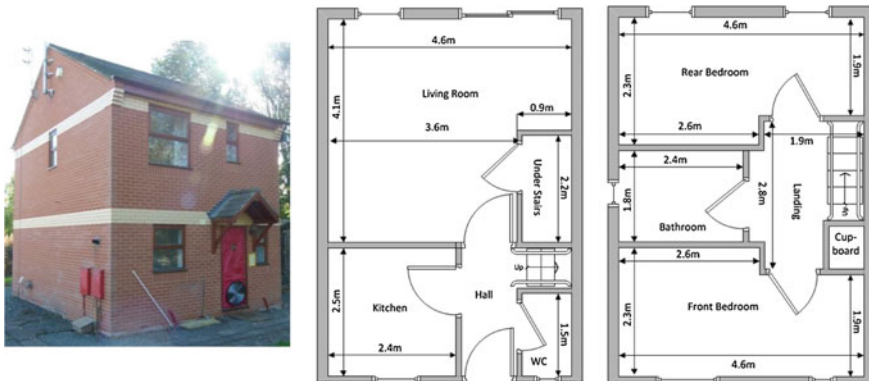 4.6m
Living Room
4.1m
0.9m
3.6m
Under Stairs
2.2m
Up
2.5m
Kitchen
Hall
1.5m
2.4m
WC
4.6m
Rear Bedroom
2.3m
1.9m
2.6m
1.9m
2.4m
1.8m
2.8m
Landing
Bathroom
Cup-
board
2.6m
Front Bedroom
2.3m
1.9m
4.6m